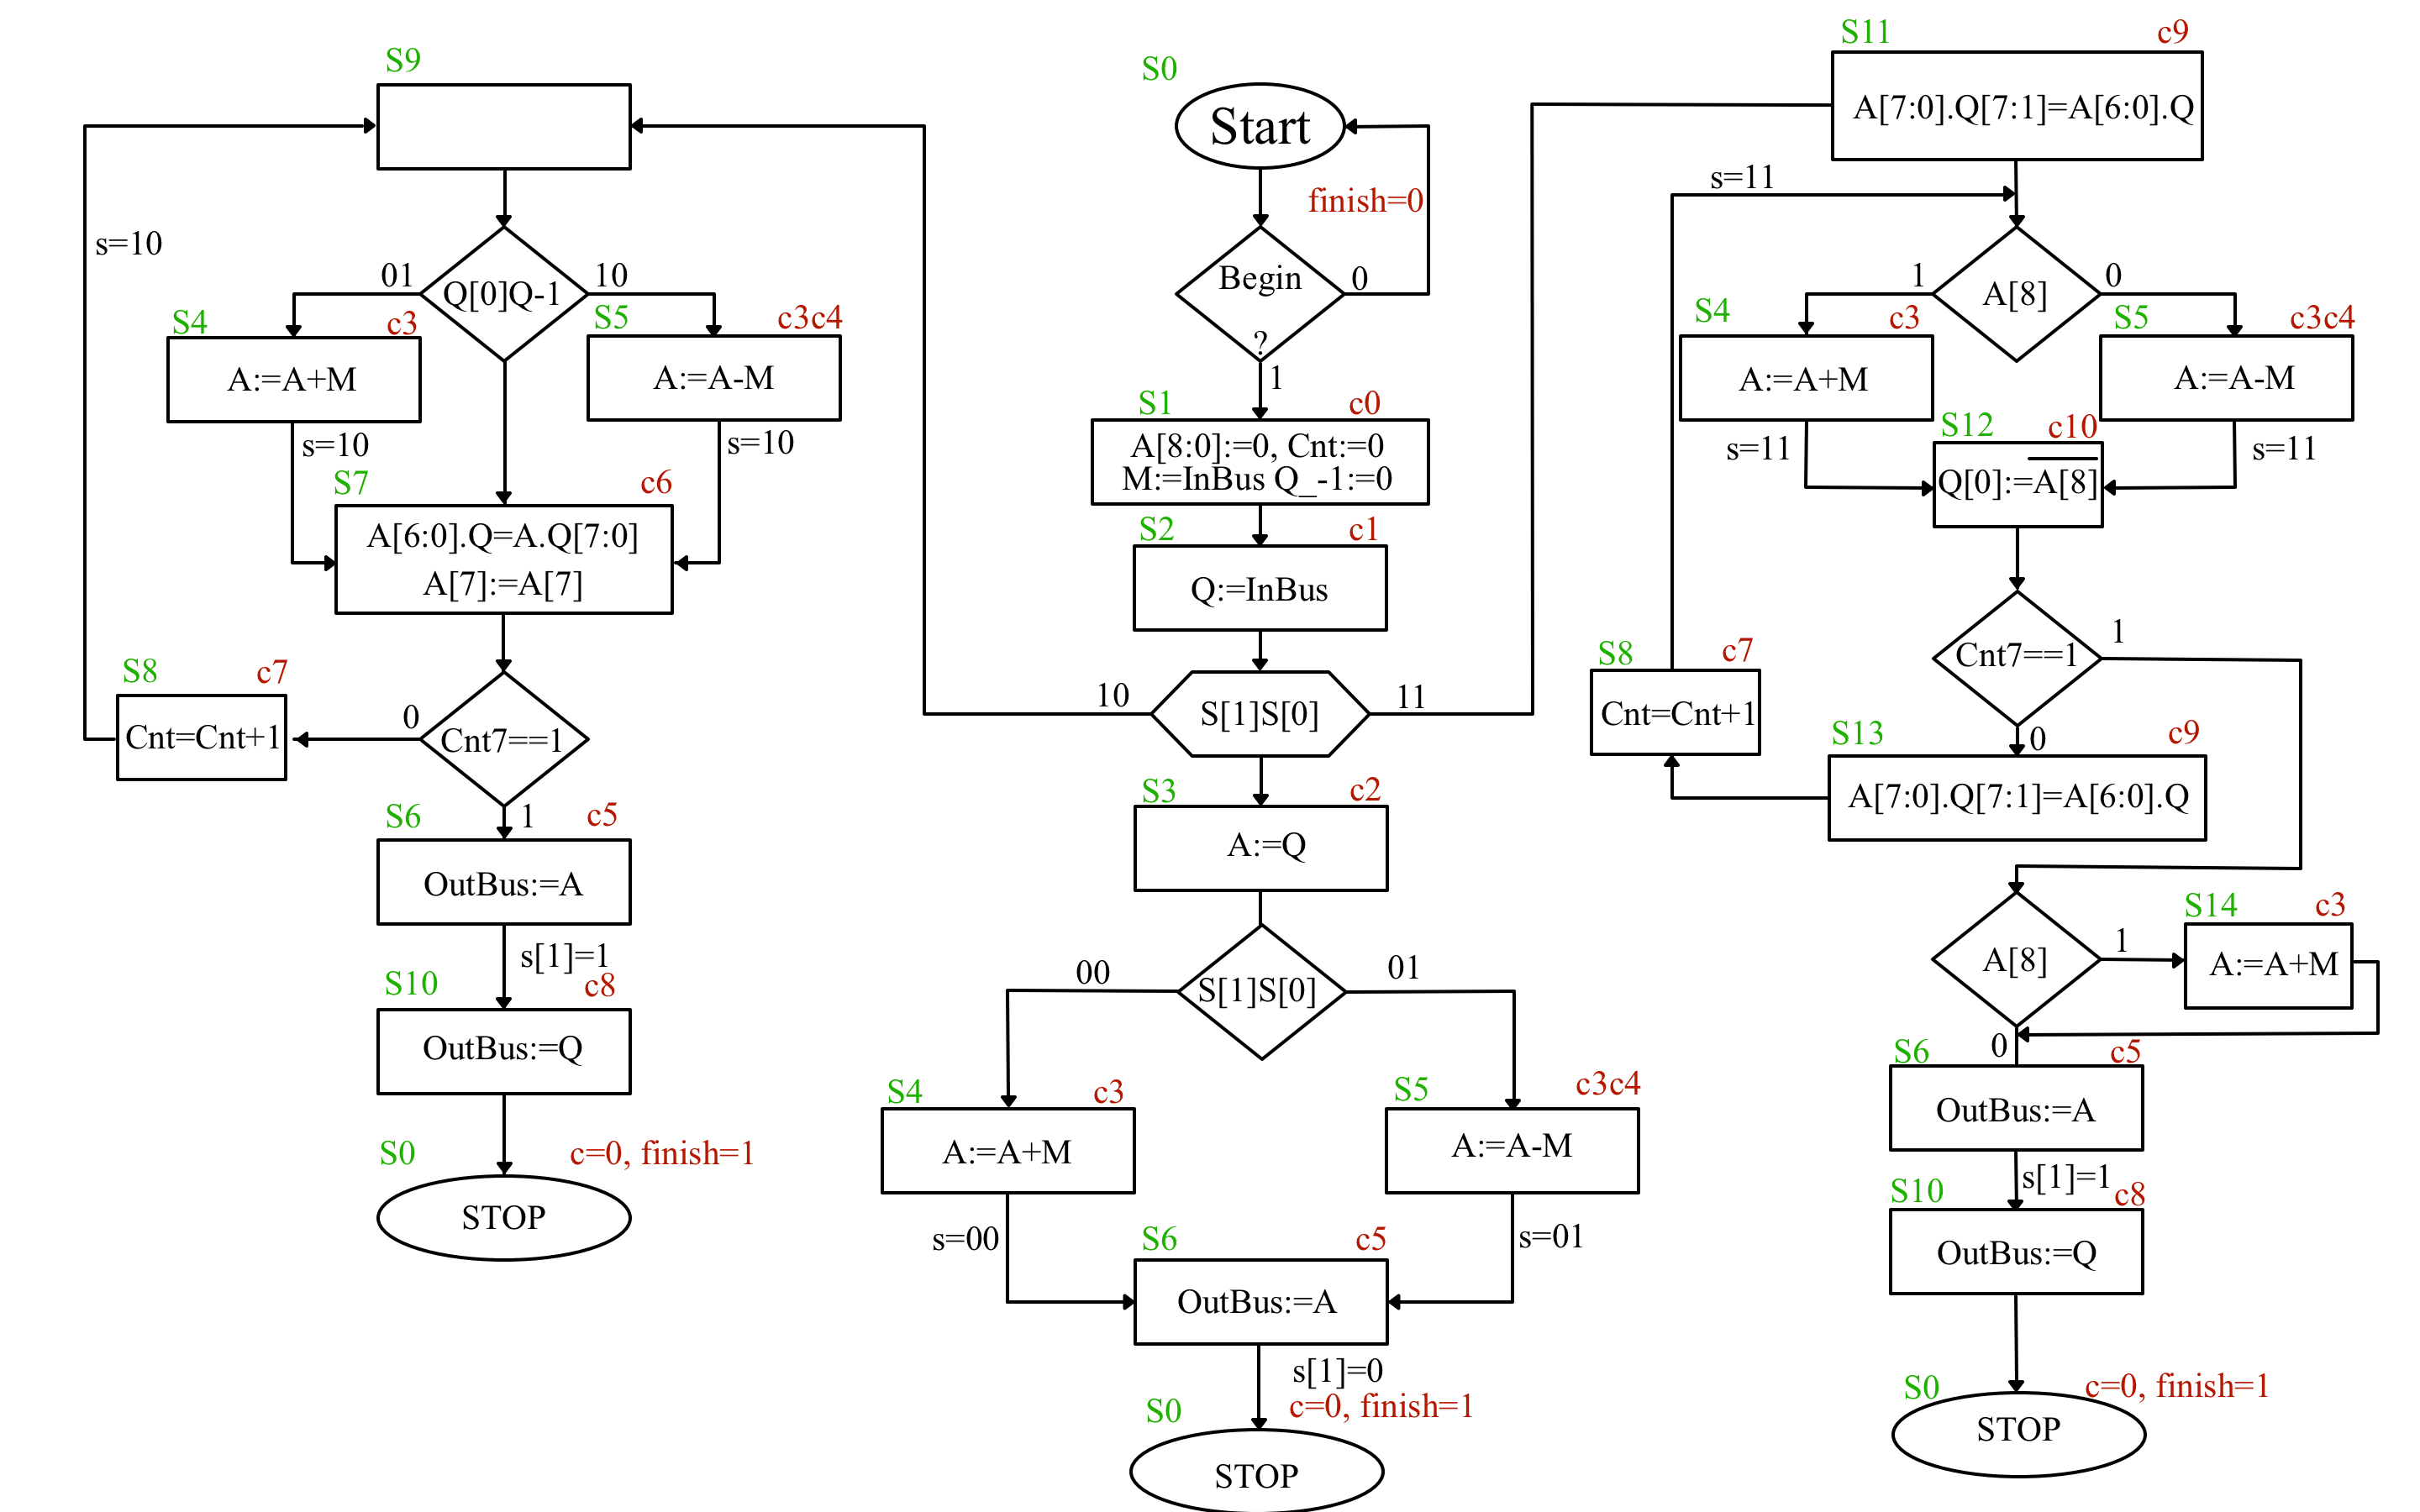 S9
01
Q[0]Q-1
10
s=10
S4
c3
A:=A+M
S5
c3c4
A:=A-M
s=10
s=10
S7
c6
A[6:0].Q=A.Q[7:0]
A[7]:=A[7]
S8
c7
Cnt=Cnt+1
0
Cnt7==1
1
S6
c5
OutBus:=A
s[1]=1
S10
c8
OutBus:=Q
S0
c=0, finish=1
STOP
S0
Start
finish=0
Begin
?
0
1
S1
c0
A[8:0]:=0, Cnt:=0
M:=InBus Q_-1:=0
S2
c1
Q:=InBus
10
S[1]S[0]
11
S3
c2
A:=Q
00
S[1]S[0]
01
S4
c3
A:=A+M
S5
c3c4
A:=A-M
s=00
s=01
S6
c5
OutBus:=A
s[1]=0
S0
c=0, finish=1
STOP
S11
c9
A[7:0].Q[7:1]=A[6:0].Q
s=11
1
A[8]
0
S4
c3
A:=A+M
S5
c3c4
A:=A-M
s=11
s=11
S12
c10
Q[0]:=A[8]
Cnt7==1
1
0
S8
c7
Cnt=Cnt+1
S13
c9
A[7:0].Q[7:1]=A[6:0].Q
A[8]
1
S14
c3
A:=A+M
0
S6
c5
OutBus:=A
s[1]=1
S10
c8
OutBus:=Q
S0
c=0, finish=1
STOP